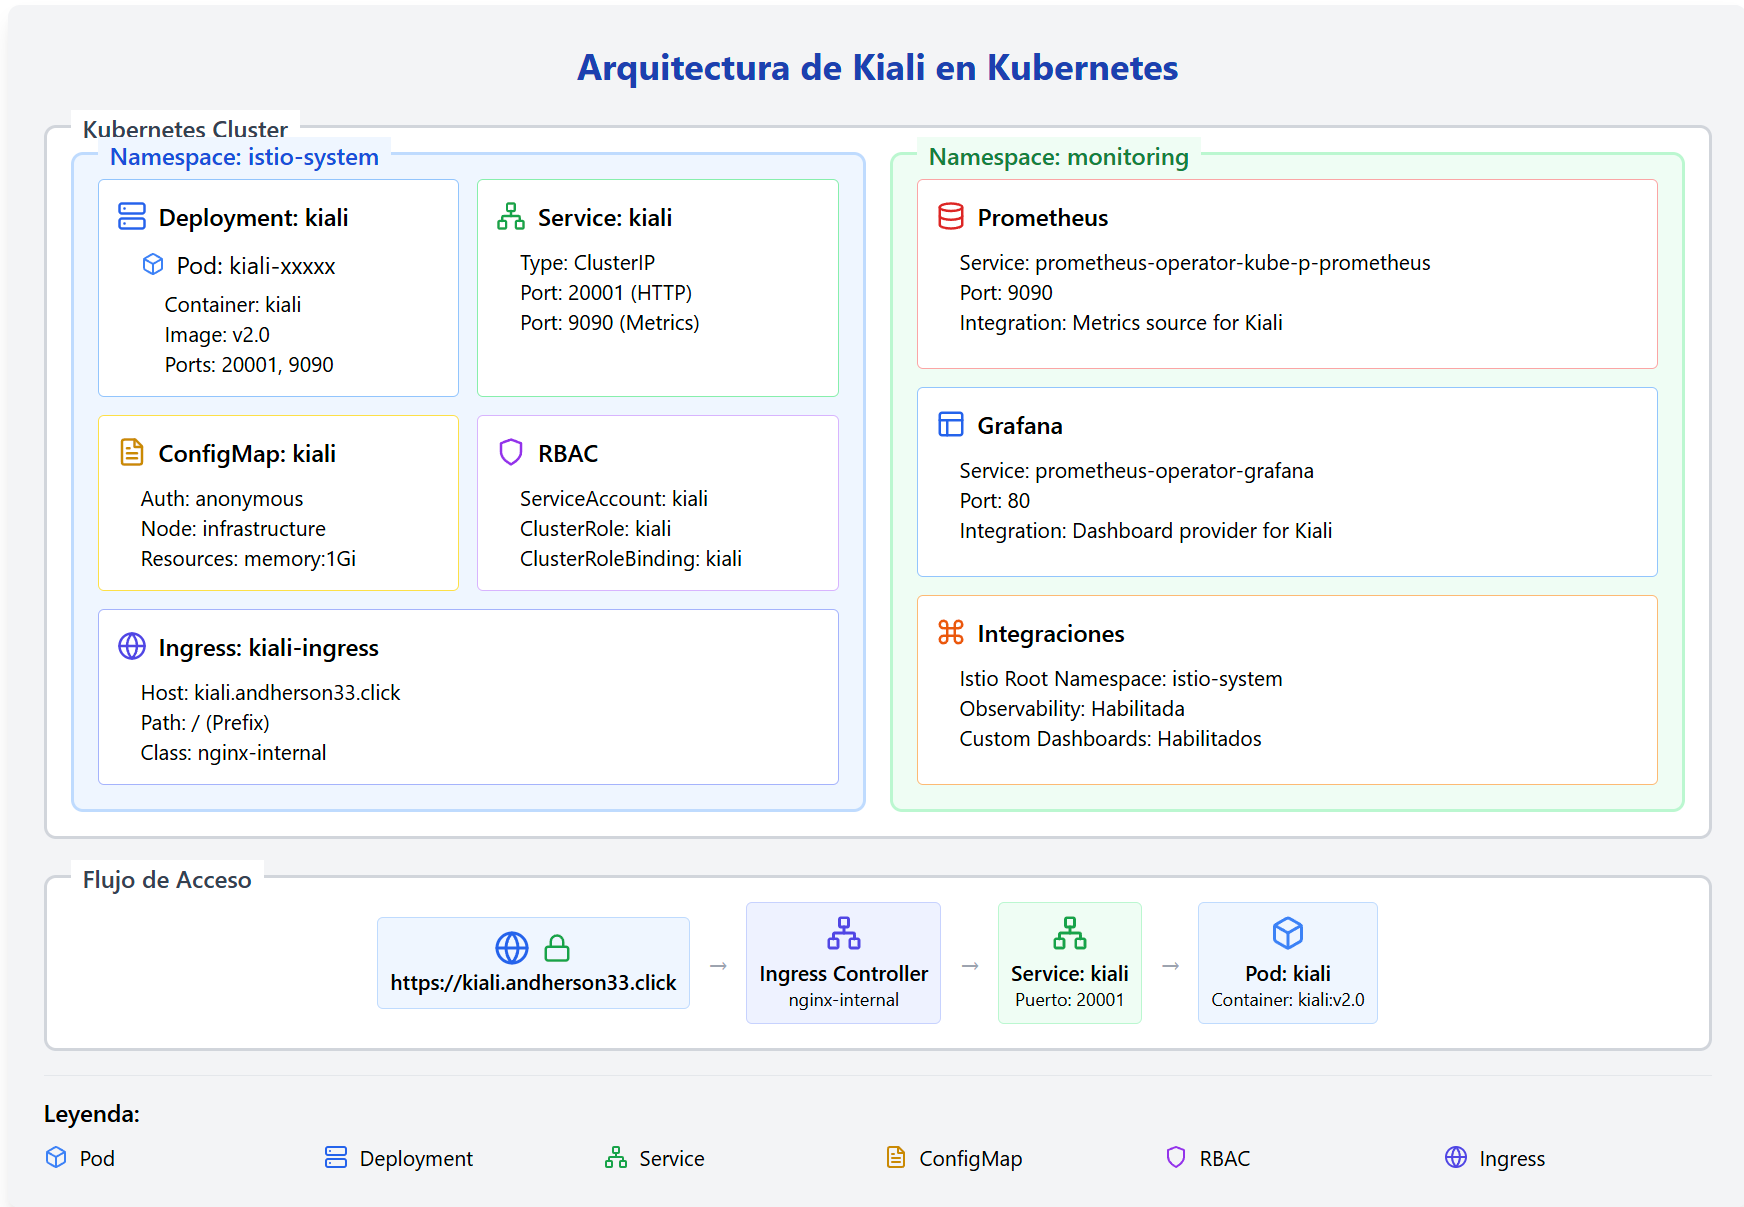 Arquitectura de Kiali en Kubernetes
Kubernetes Cluster
Namespace: istio-system
Deployment: kiali
Pod: kiali-xxxxx
Container: kiali
Image: v2.0
Ports: 20001, 9090
Service: kiali
Type: ClusterIP
Port: 20001 (HTTP)
Port: 9090 (Metrics)
ConfigMap: kiali
Auth: anonymous
Node: infrastructure
Resources: memory:1Gi
RBAC
ServiceAccount: kiali
ClusterRole: kiali
ClusterRoleBinding: kiali
Ingress: kiali-ingress
Host: kiali.andherson33.click
Path: / (Prefix)
Class: nginx-internal
Namespace: monitoring
Prometheus
Service: prometheus-operator-kube-p-prometheus
Port: 9090
Integration: Metrics source for Kiali
Grafana
Service: prometheus-operator-grafana
Port: 80
Integration: Dashboard provider for Kiali
Integraciones
Istio Root Namespace: istio-system
Observability: Habilitada
Custom Dashboards: Habilitados
Flujo de Acceso
https://kiali.andherson33.click
→
Ingress Controller
nginx-internal
→
Service: kiali
Puerto: 20001
→
Pod: kiali
Container: kiali:v2.0
Leyenda:
Pod
Deployment
Service
ConfigMap
RBAC
Ingress